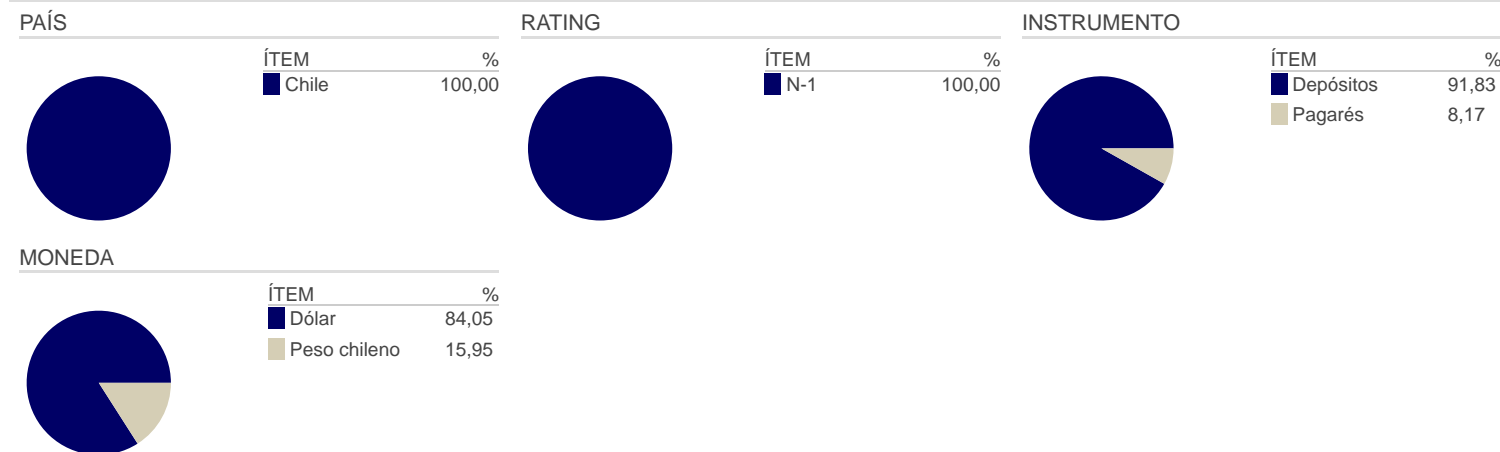 PAÍS
ÍTEM %
Chile 100,00
RATING
ÍTEM %
N-1 100,00
INSTRUMENTO
ÍTEM %
Depósitos 91,83
Pagarés 8,17
MONEDA
ÍTEM %
Dólar 84,05
Peso chileno 15,95